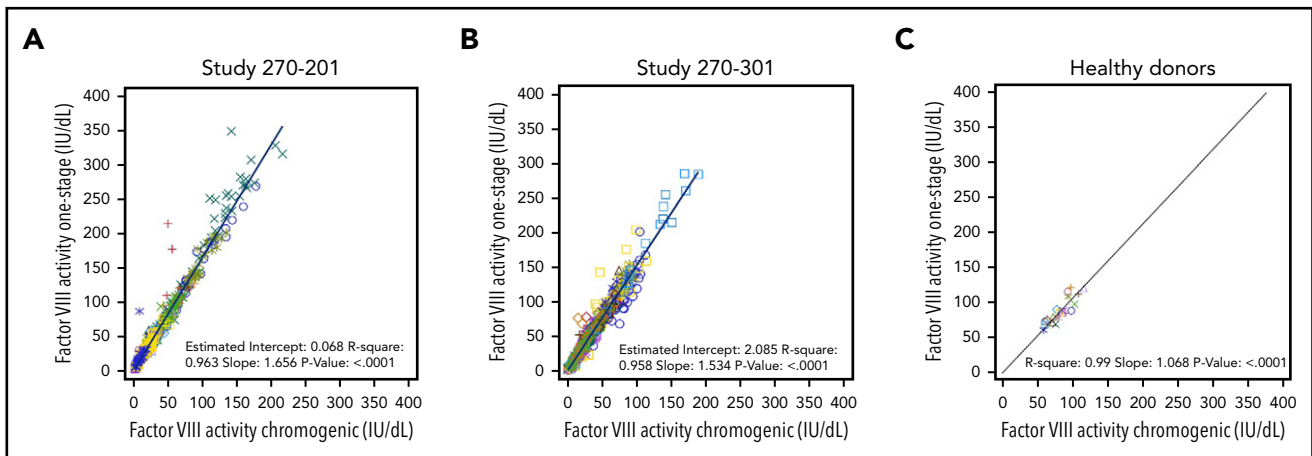 A
Study 270-201
Factor VIII activity one-stage (IU/dL)
400
350
300
250
200
150
100
50
0
Estimated Intercept: 0.068 R-square:
0.963 Slope: 1.656 P-Value: <.0001
0 50 100 150 200 250 300 350 400
Factor VIII activity chromogenic (IU/dL)
B
Study 270-301
Factor VIII activity one-stage (IU/dL)
400
350
300
250
200
150
100
50
0
Estimated Intercept: 2.085 R-square:
0.958 Slope: 1.534 P-Value: <.0001
0 50 100 150 200 250 300 350 400
Factor VIII activity chromogenic (IU/dL)
C
Healthy donors
Factor VIII activity one-stage (IU/dL)
400
350
300
250
200
150
100
50
0
R-square: 0.99 Slope: 1.068 P-Value: <.0001
0 50 100 150 200 250 300 350 400
Factor VIII activity chromogenic (IU/dL)